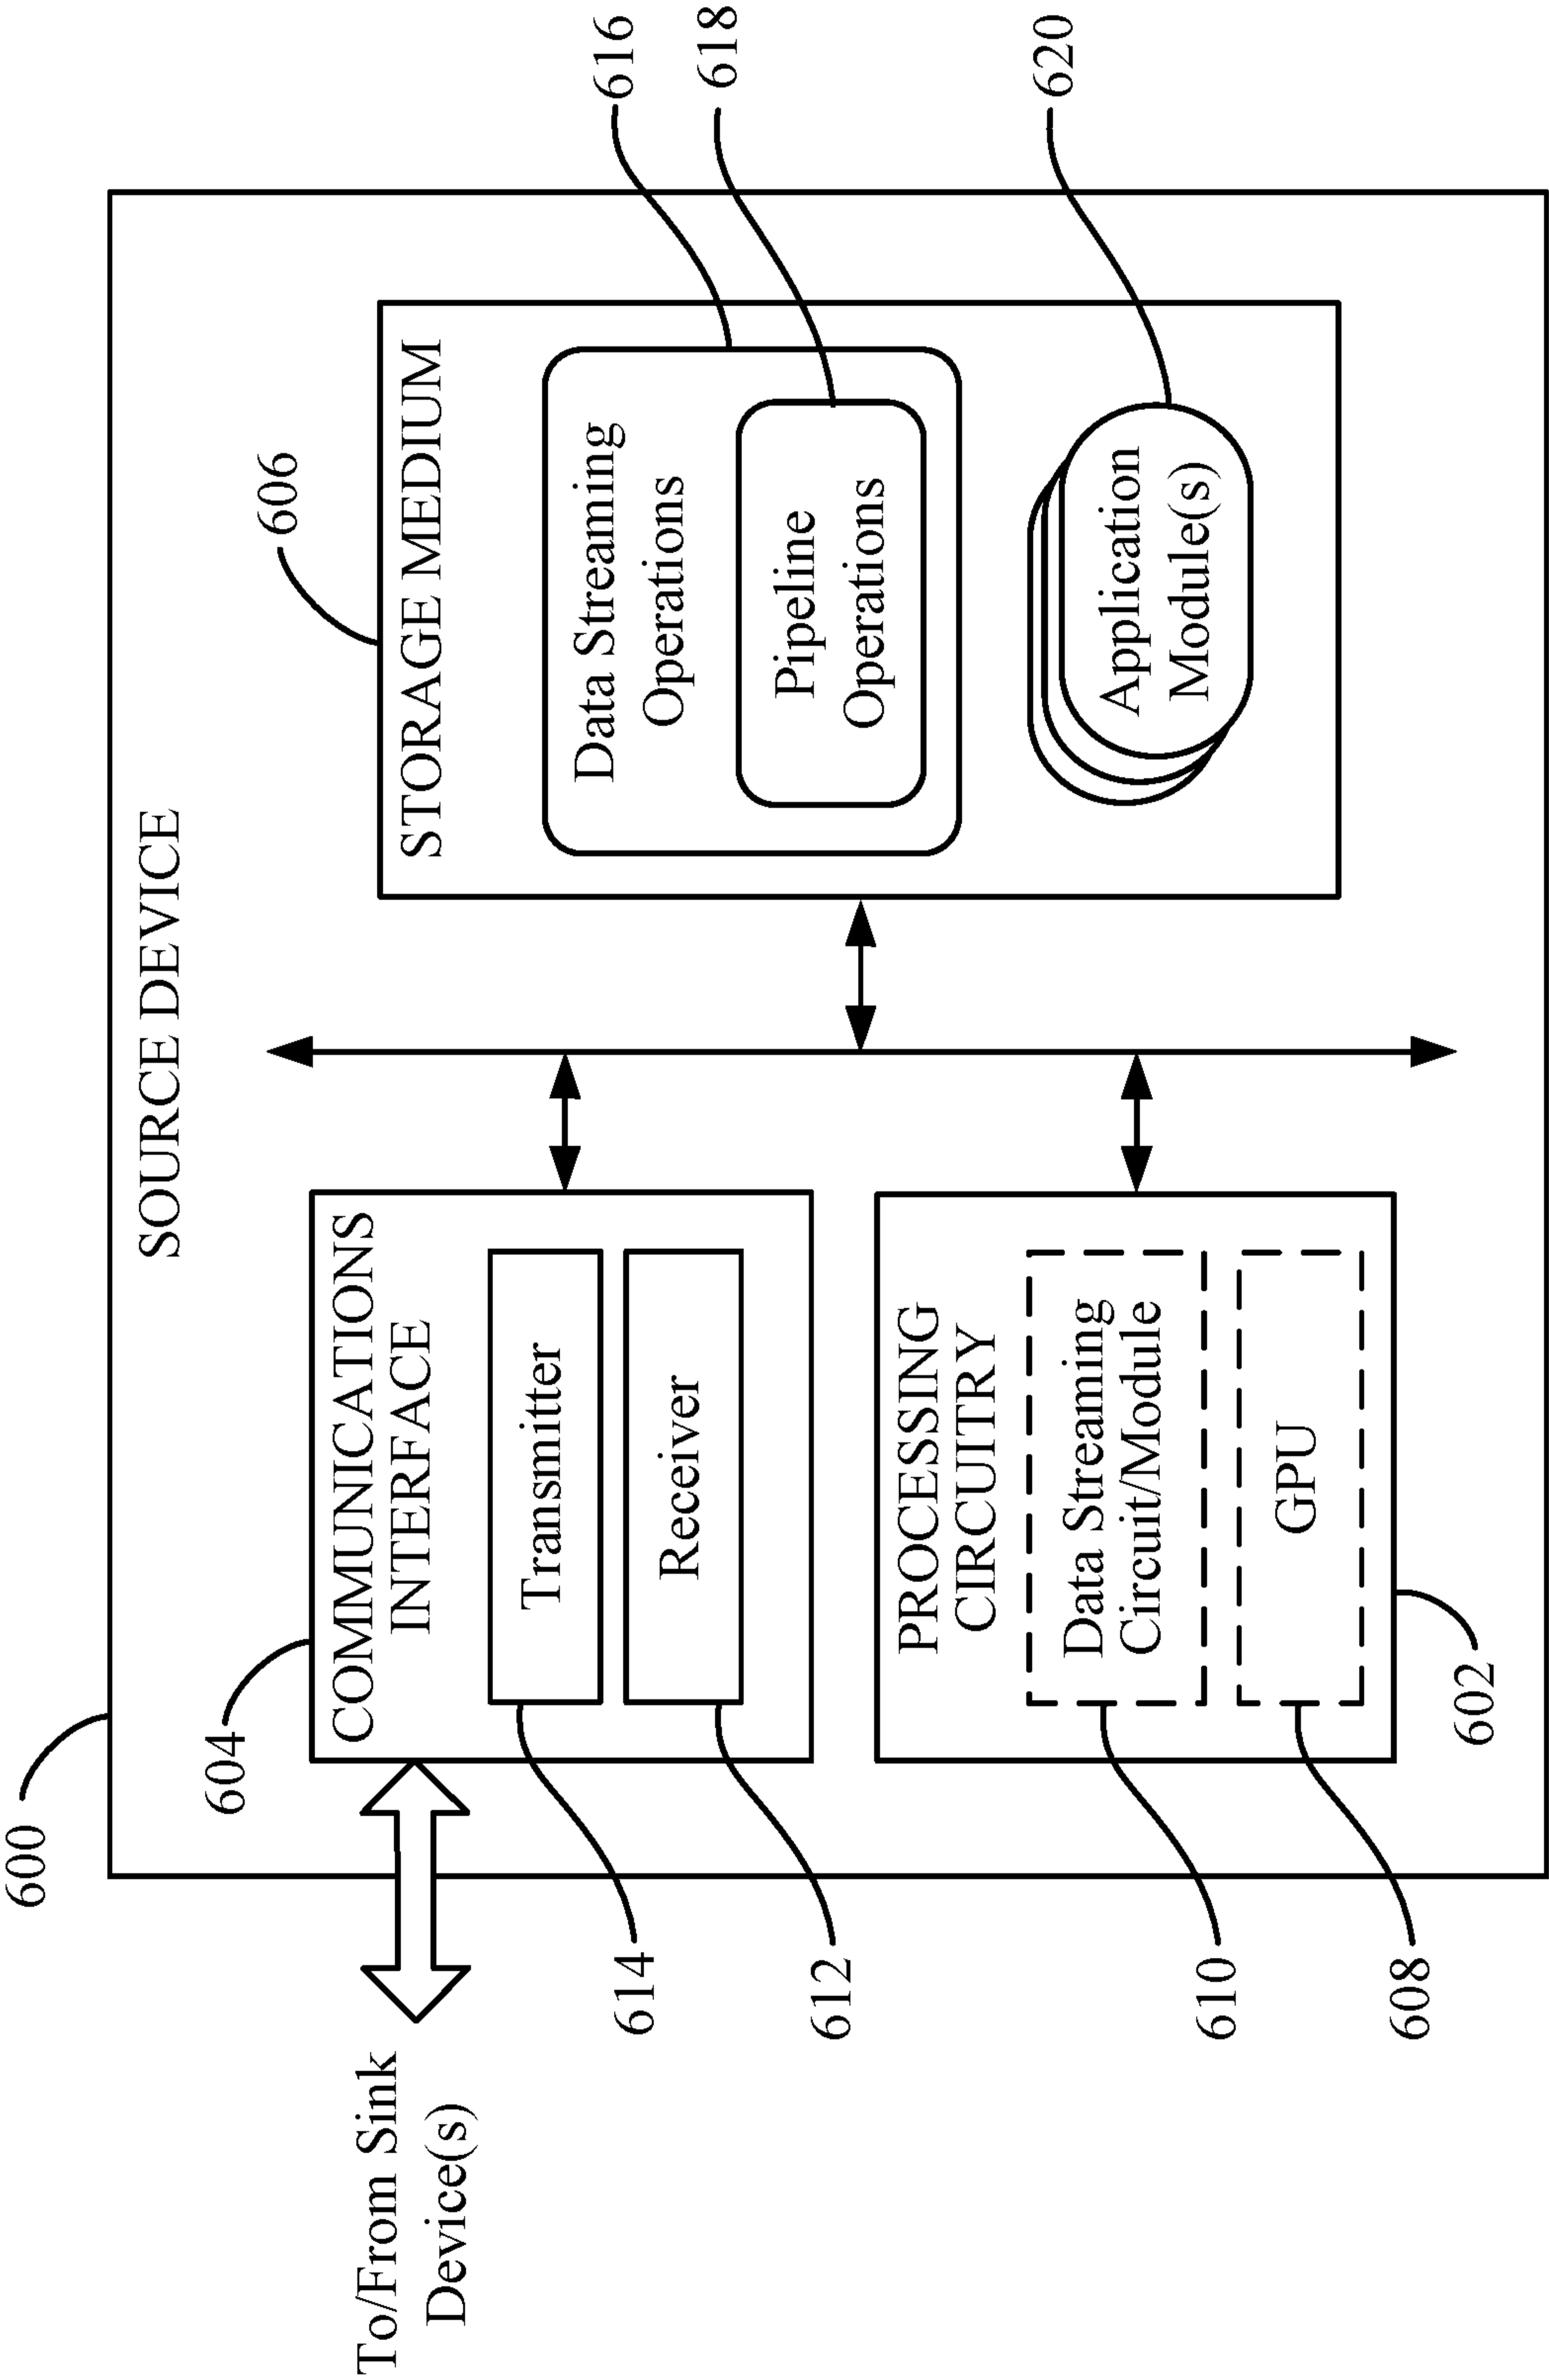 600
SOURCE DEVICE
604
606
COMMUNICATIONS
INTERFACE
Transmitter
Receiver
To/From Sink
Device(s)
614
612
STORAGE MEDIUM
Data Streaming
Operations
Pipeline
Operations
Application
Module(s)
616
618
620
PROCESSING
CIRCUITRY
Data Streaming
Circuit/Module
GPU
610
608
602